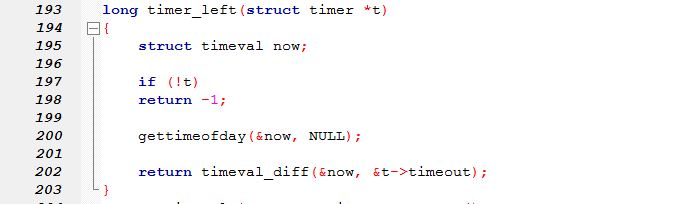 193 long timer_left(struct timer *t)
194 {
195 struct timeval now;
196
197 if (!t)
198 return -1;
199
200 gettimeofday(&now, NULL);
201
202 return timeval_diff(&now, &t->timeout);
203 }